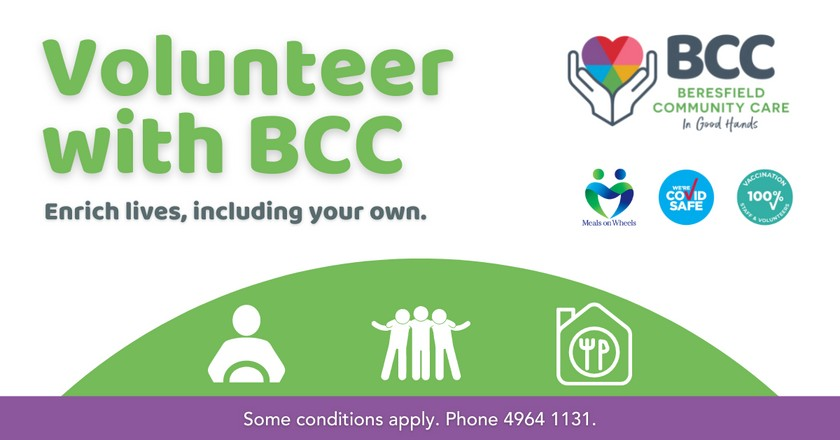 Volunteer
with BCC
Enrich lives, including your own.
BCC
BERESFIELD
COMMUNITY CARE
In Good Hands
Meals on Wheels
WE'RE
COVID
SAFE
VACCINATION
100%
STAFF & VOLUNTEERS
Some conditions apply. Phone 4964 1131.